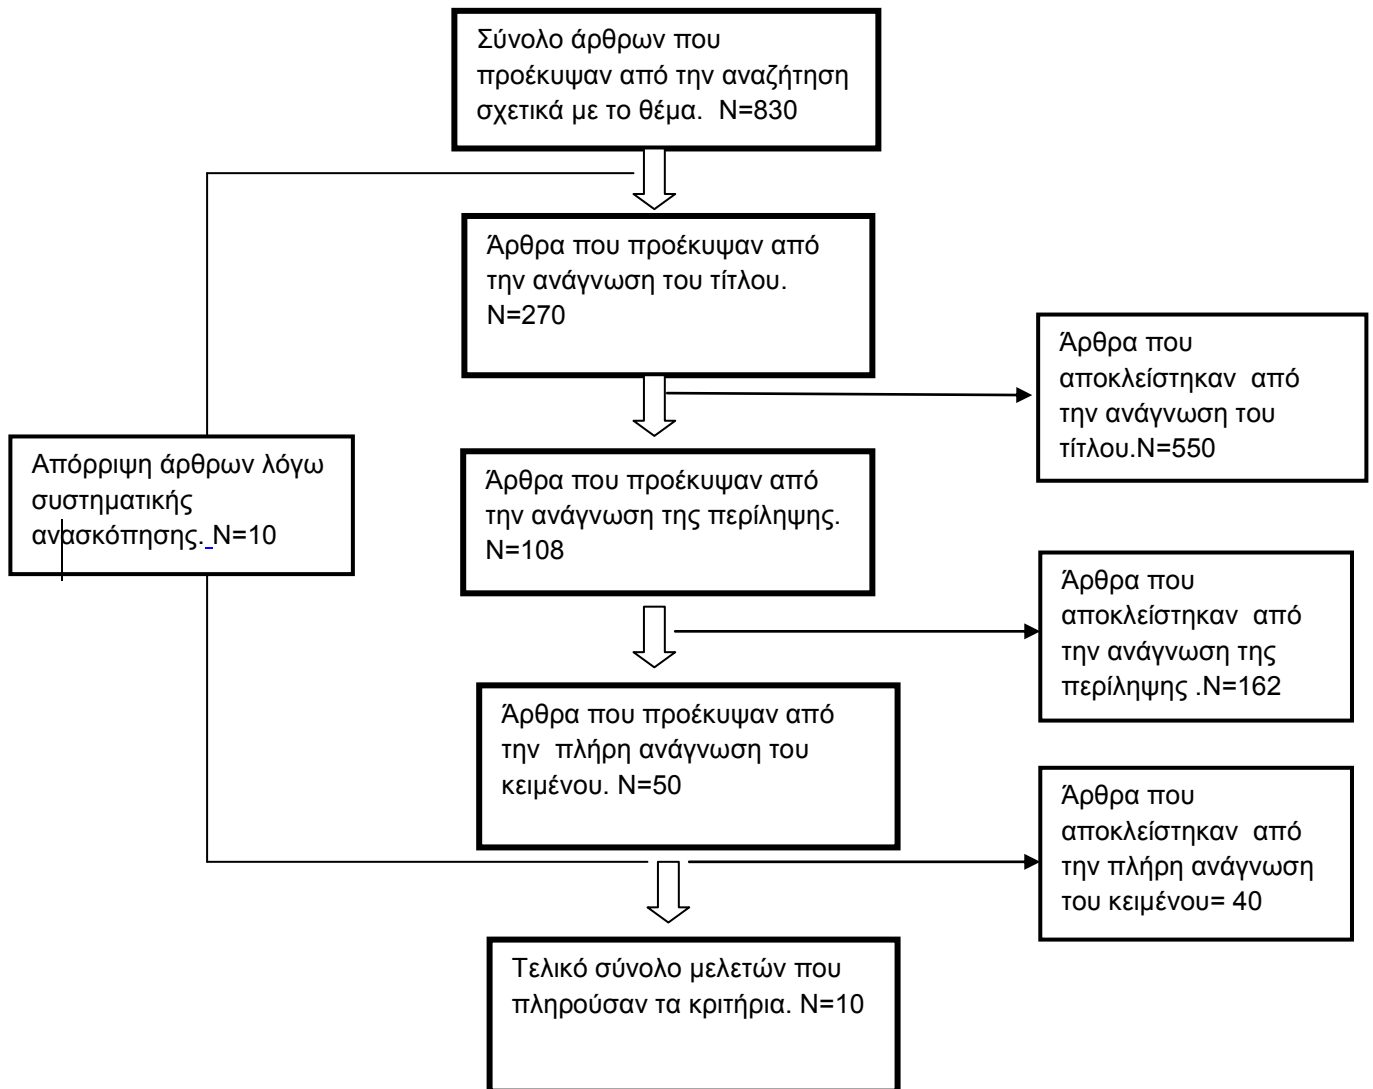 Σύνολο άρθρων που
προέκυψαν από την αναζήτηση
σχετικά με το θέμα.  N=830
Άρθρα που προέκυψαν από
την ανάγνωση του τίτλου.
N=270
Άρθρα που
αποκλείστηκαν  από
την ανάγνωση του
τίτλου.N=550
Απόρριψη άρθρων λόγω
συστηματικής
ανασκόπησης. N=10
Άρθρα που προέκυψαν από
την ανάγνωση της περίληψης.
N=108
Άρθρα που
αποκλείστηκαν  από
την ανάγνωση της
περίληψης .N=162
Άρθρα που προέκυψαν από
την  πλήρη ανάγνωση του
κειμένου. N=50
Άρθρα που
αποκλείστηκαν  από
την πλήρη ανάγνωση
του κειμένου= 40
Τελικό σύνολο μελετών που
πληρούσαν τα κριτήρια. N=10